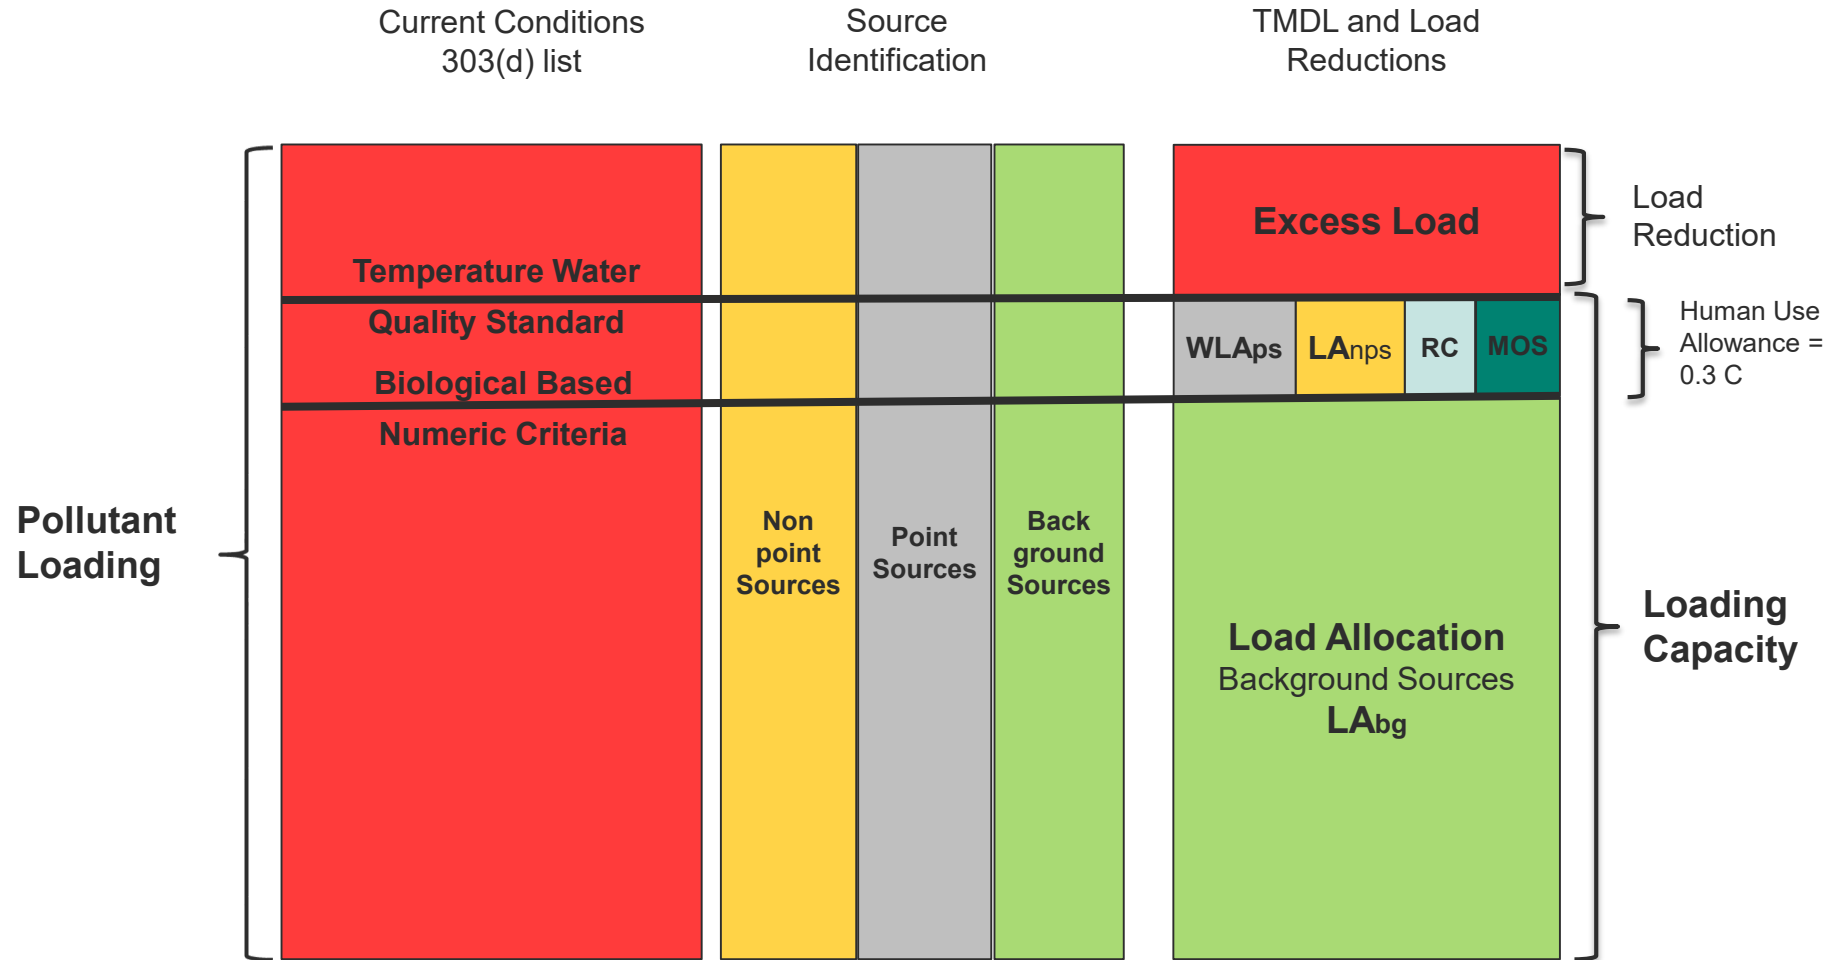 Current Conditions
303(d) list
Source
Identification
TMDL and Load
Reductions
Pollutant
Loading
Temperature Water
Quality Standard
Biological Based
Numeric Criteria
Non
point
Sources
Point
Sources
Back
ground
Sources
Excess Load
WLAps
LAnps
RC
MOS
Load Allocation
Background Sources
LAbg
Load
Reduction
Human Use
Allowance =
0.3 C
Loading
Capacity